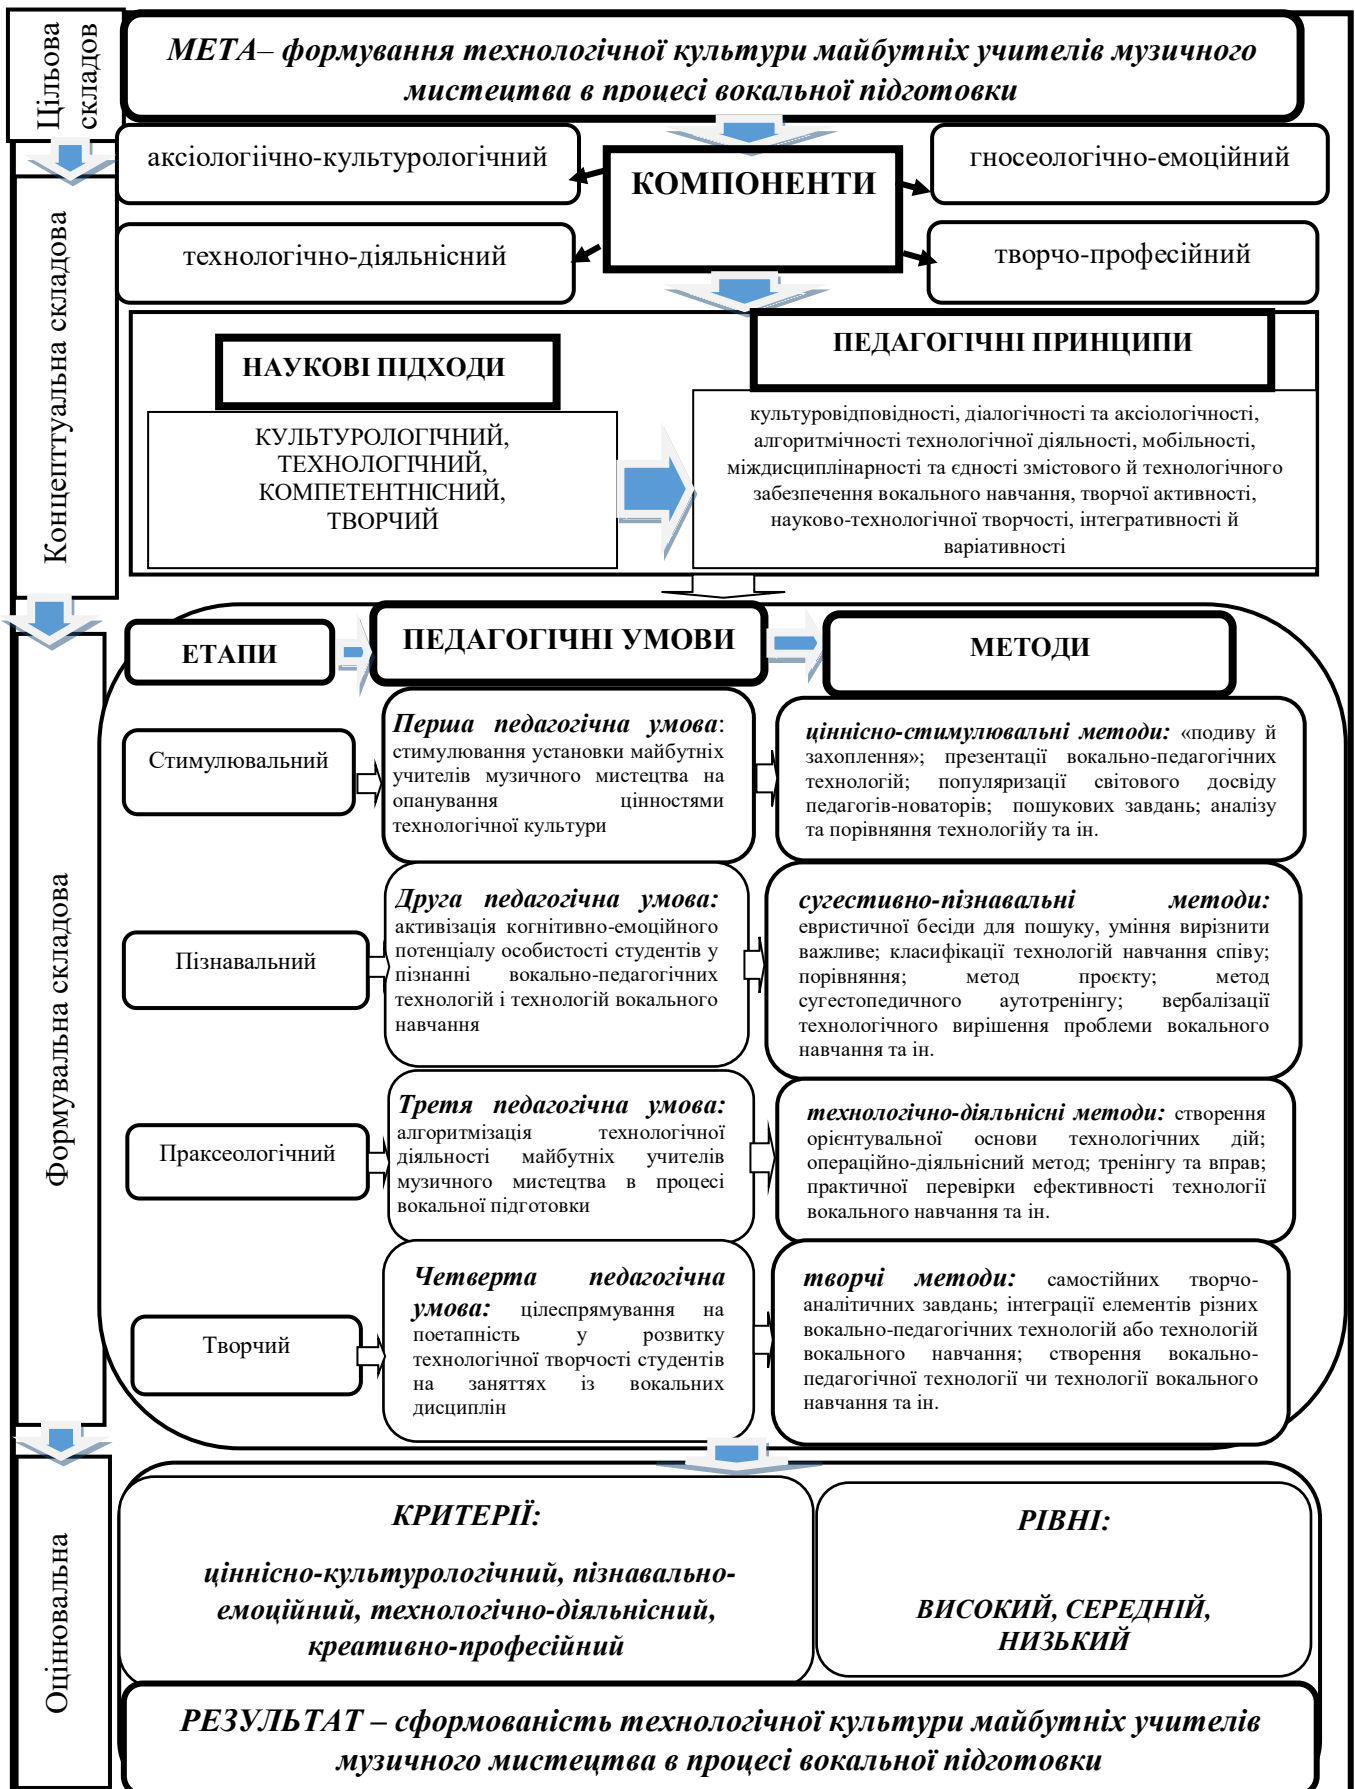 Цільова
складов
МЕТА– формування технологічної культури майбутніх учителів музичного
мистецтва в процесі вокальної підготовки
аксіологіічно-культурологічний
гносеологічно-емоційний
КОМПОНЕНТИ
технологічно-діяльнісний
творчо-професійний
Концептуальна складова
НАУКОВІ ПІДХОДИ
ПЕДАГОГІЧНІ ПРИНЦИПИ
КУЛЬТУРОЛОГІЧНИЙ,
ТЕХНОЛОГІЧНИЙ,
КОМПЕТЕНТНІСНИЙ,
ТВОРЧИЙ
культуровідповідності, діалогічності та аксіологічності,
алгоритмічності технологічної діяльності, мобільності,
міждисциплінарності та єдності змістового й технологічного
забезпечення вокального навчання, творчої активності,
науково-технологічної творчості, інтегративності й
варіативності
Формувальна складова
ЕТАПИ
ПЕДАГОГІЧНІ УМОВИ
МЕТОДИ
Стимулювальний
Перша педагогічна умова:
стимулювання установки майбутніх
учителів музичного мистецтва на
опанування цінностями
технологічної культури
ціннісно-стимулювальні методи: «подиву й
захоплення»; презентації вокально-педагогічних
технологій; популяризації світового досвіду
педагогів-новаторів; пошукових завдань; аналізу
та порівняння технологійу та ін.
Пізнавальний
Друга педагогічна умова:
активізація когнітивно-емоційного
потенціалу особистості студентів у
пізнанні вокально-педагогічних
технологій і технологій вокального
навчання
сугестивно-пізнавальні методи:
евристичної бесіди для пошуку, уміння вирізнити
важливе; класифікації технологій навчання співу;
порівняння; метод проєкту; метод
сугестопедичного аутотренінгу; вербалізації
технологічного вирішення проблеми вокального
навчання та ін.
Праксеологічний
Третя педагогічна умова:
алгоритмізація технологічної
діяльності майбутніх учителів
музичного мистецтва в процесі
вокальної підготовки
технологічно-діяльнісні методи: створення
орієнтувальної основи технологічних дій;
операційно-діяльнісний метод; тренінгу та вправ;
практичної перевірки ефективності технології
вокального навчання та ін.
Творчий
Четверта педагогічна
умова: цілеспрямування на
поетапність у розвитку
технологічної творчості студентів
на заняттях із вокальних
дисциплін
творчі методи: самостійних творчо-
аналітичних завдань; інтеграції елементів різних
вокально-педагогічних технологій або технологій
вокального навчання; створення вокально-
педагогічної технології чи технології вокального
навчання та ін.
Оцінювальна
КРИТЕРІЇ:
ціннісно-культурологічний, пізнавально-
емоційний, технологічно-діяльнісний,
креативно-професійний
РІВНІ:
ВИСОКИЙ, СЕРЕДНІЙ,
НИЗЬКИЙ
РЕЗУЛЬТАТ – сформованість технологічної культури майбутніх учителів
музичного мистецтва в процесі вокальної підготовки